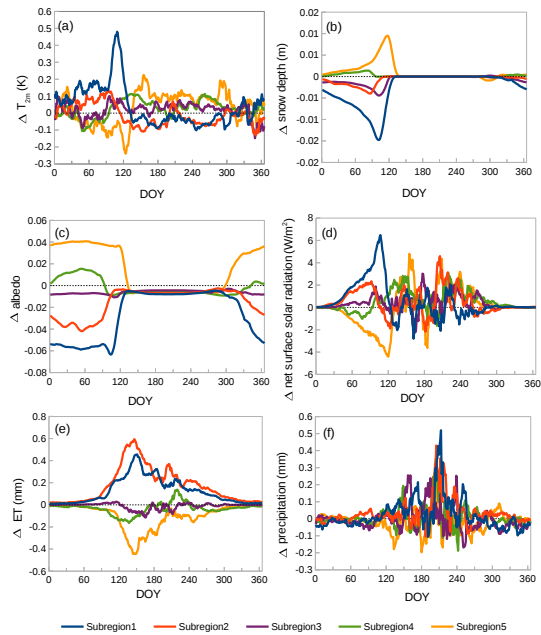 (a)
0.6
0.5
0.4
0.3
0.2
0.1
0
0.1
0.2
0.3
Δ T2m (K)
0 60 120 180 240 300 360
DOY
(b)
0.02
0.01
0.01
0.00
-0.01
-0.01
-0.02
Δ snow depth (m)
0 60 120 180 240 300 360
DOY
(c)
0.06
0.04
0.02
0
-0.02
-0.04
-0.06
-0.08
Δ albedo
0 60 120 180 240 300 360
DOY
(d)
8
6
4
2
0
-2
-4
-6
Δ net surface solar radiation (W/m²)
0 60 120 180 240 300 360
DOY
(e)
0.8
0.6
0.4
0.2
0
-0.2
-0.4
-0.6
Δ ET (mm)
0 60 120 180 240 300 360
DOY
(f)
0.6
0.5
0.4
0.3
0.2
0.1
0
-0.1
-0.2
-0.3
Δ precipitation (mm)
0 60 120 180 240 300 360
DOY
Subregion1 Subregion2 Subregion3 Subregion4 Subregion5